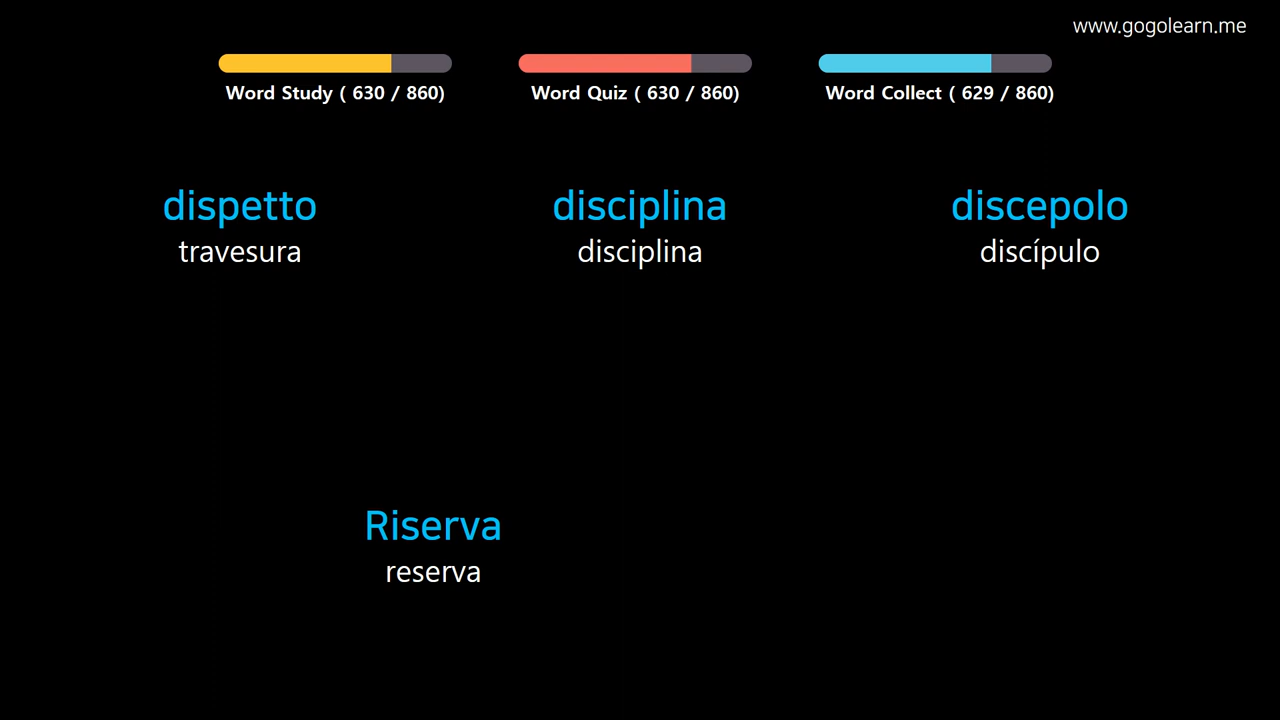 www.gogolearn.me
Word Study ( 630 / 860)
Word Quiz ( 630 / 860)
Word Collect ( 629 / 860)
dispetto
travesura
disciplina
disciplina
discepolo
discípulo
Riserva
reserva